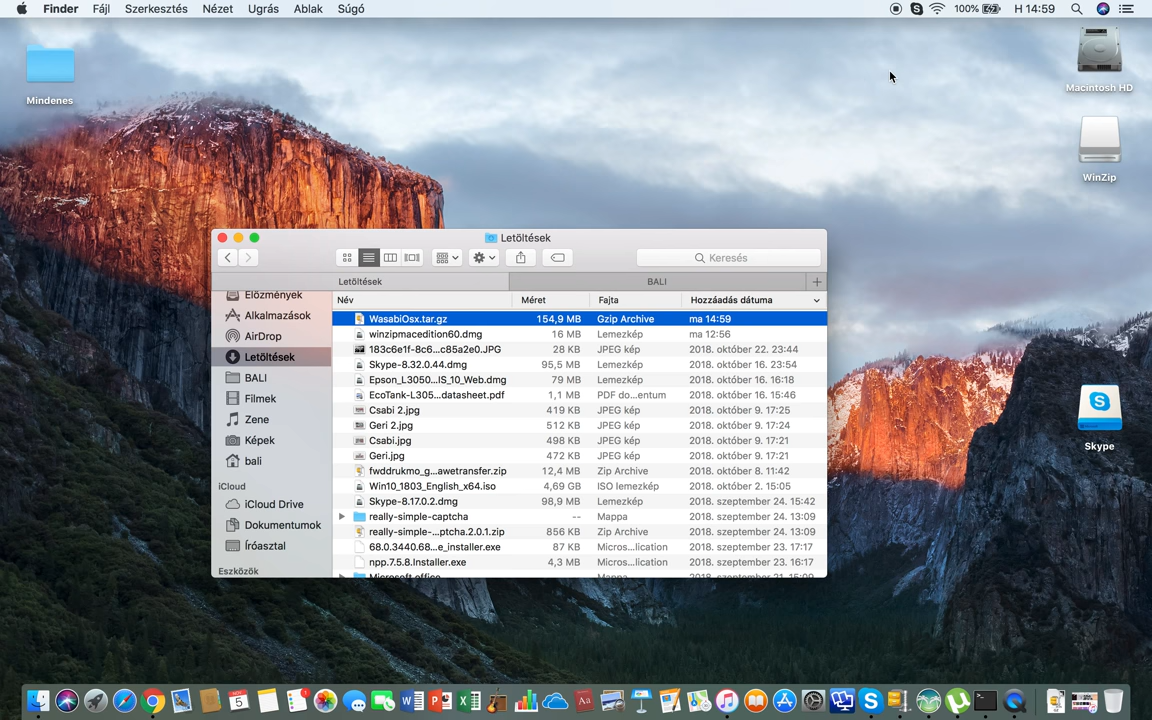 Finder Fájl Szerkesztés Nézet Ugrás Ablak Súgó 100% H 14:59
Mindenes
Macintosh HD
WinZip
Skype
Letöltések
Keresés
Letöltések BALI
Név Méret Fajta Hozzáadás dátuma
Előzmények
Alkalmazások
AirDrop
Letöltések
BALI
Filmek
Zene
Képek
bali
iCloud
iCloud Drive
Dokumentumok
Íróasztal
Eszközök
WasabiOsx.tar.gz 154,9 MB Gzip Archive ma 14:59
winzipmacedition60.dmg 16 MB Lemezkép ma 12:56
183c6e1f-8c6...c85a2e0.JPG 28 KB JPEG kép 2018. október 22. 23:44
Skype-8.32.0.44.dmg 95,5 MB Lemezkép 2018. október 16. 23:54
Epson_L3050...IS_10_Web.dmg 79 MB Lemezkép 2018. október 16. 16:18
EcoTank-L305...datasheet.pdf 1,1 MB PDF do...entum 2018. október 16. 15:46
Csabi 2.jpg 419 KB JPEG kép 2018. október 9. 17:25
Geri 2.jpg 512 KB JPEG kép 2018. október 9. 17:24
Csabi.jpg 498 KB JPEG kép 2018. október 9. 17:21
Geri.jpg 472 KB JPEG kép 2018. október 9. 17:21
fwddrukmo_g...awetransfer.zip 12,4 MB Zip Archive 2018. október 8. 11:42
Win10_1803_English_x64.iso 4,69 GB ISO lemezkép 2018. október 2. 15:05
Skype-8.17.0.2.dmg 98,9 MB Lemezkép 2018. szeptember 24. 15:42
really-simple-captcha -- Mappa 2018. szeptember 24. 13:09
really-simple-...ptcha.2.0.1.zip 856 KB Zip Archive 2018. szeptember 24. 13:09
68.0.3440.68...e_installer.exe 87 KB Micros...lication 2018. szeptember 23. 17:17
npp.7.5.8.Installer.exe 4,3 MB Micros...lication 2018. szeptember 23. 16:17
Microsoft office -- Mappa 2018. szeptember 21. 15:09